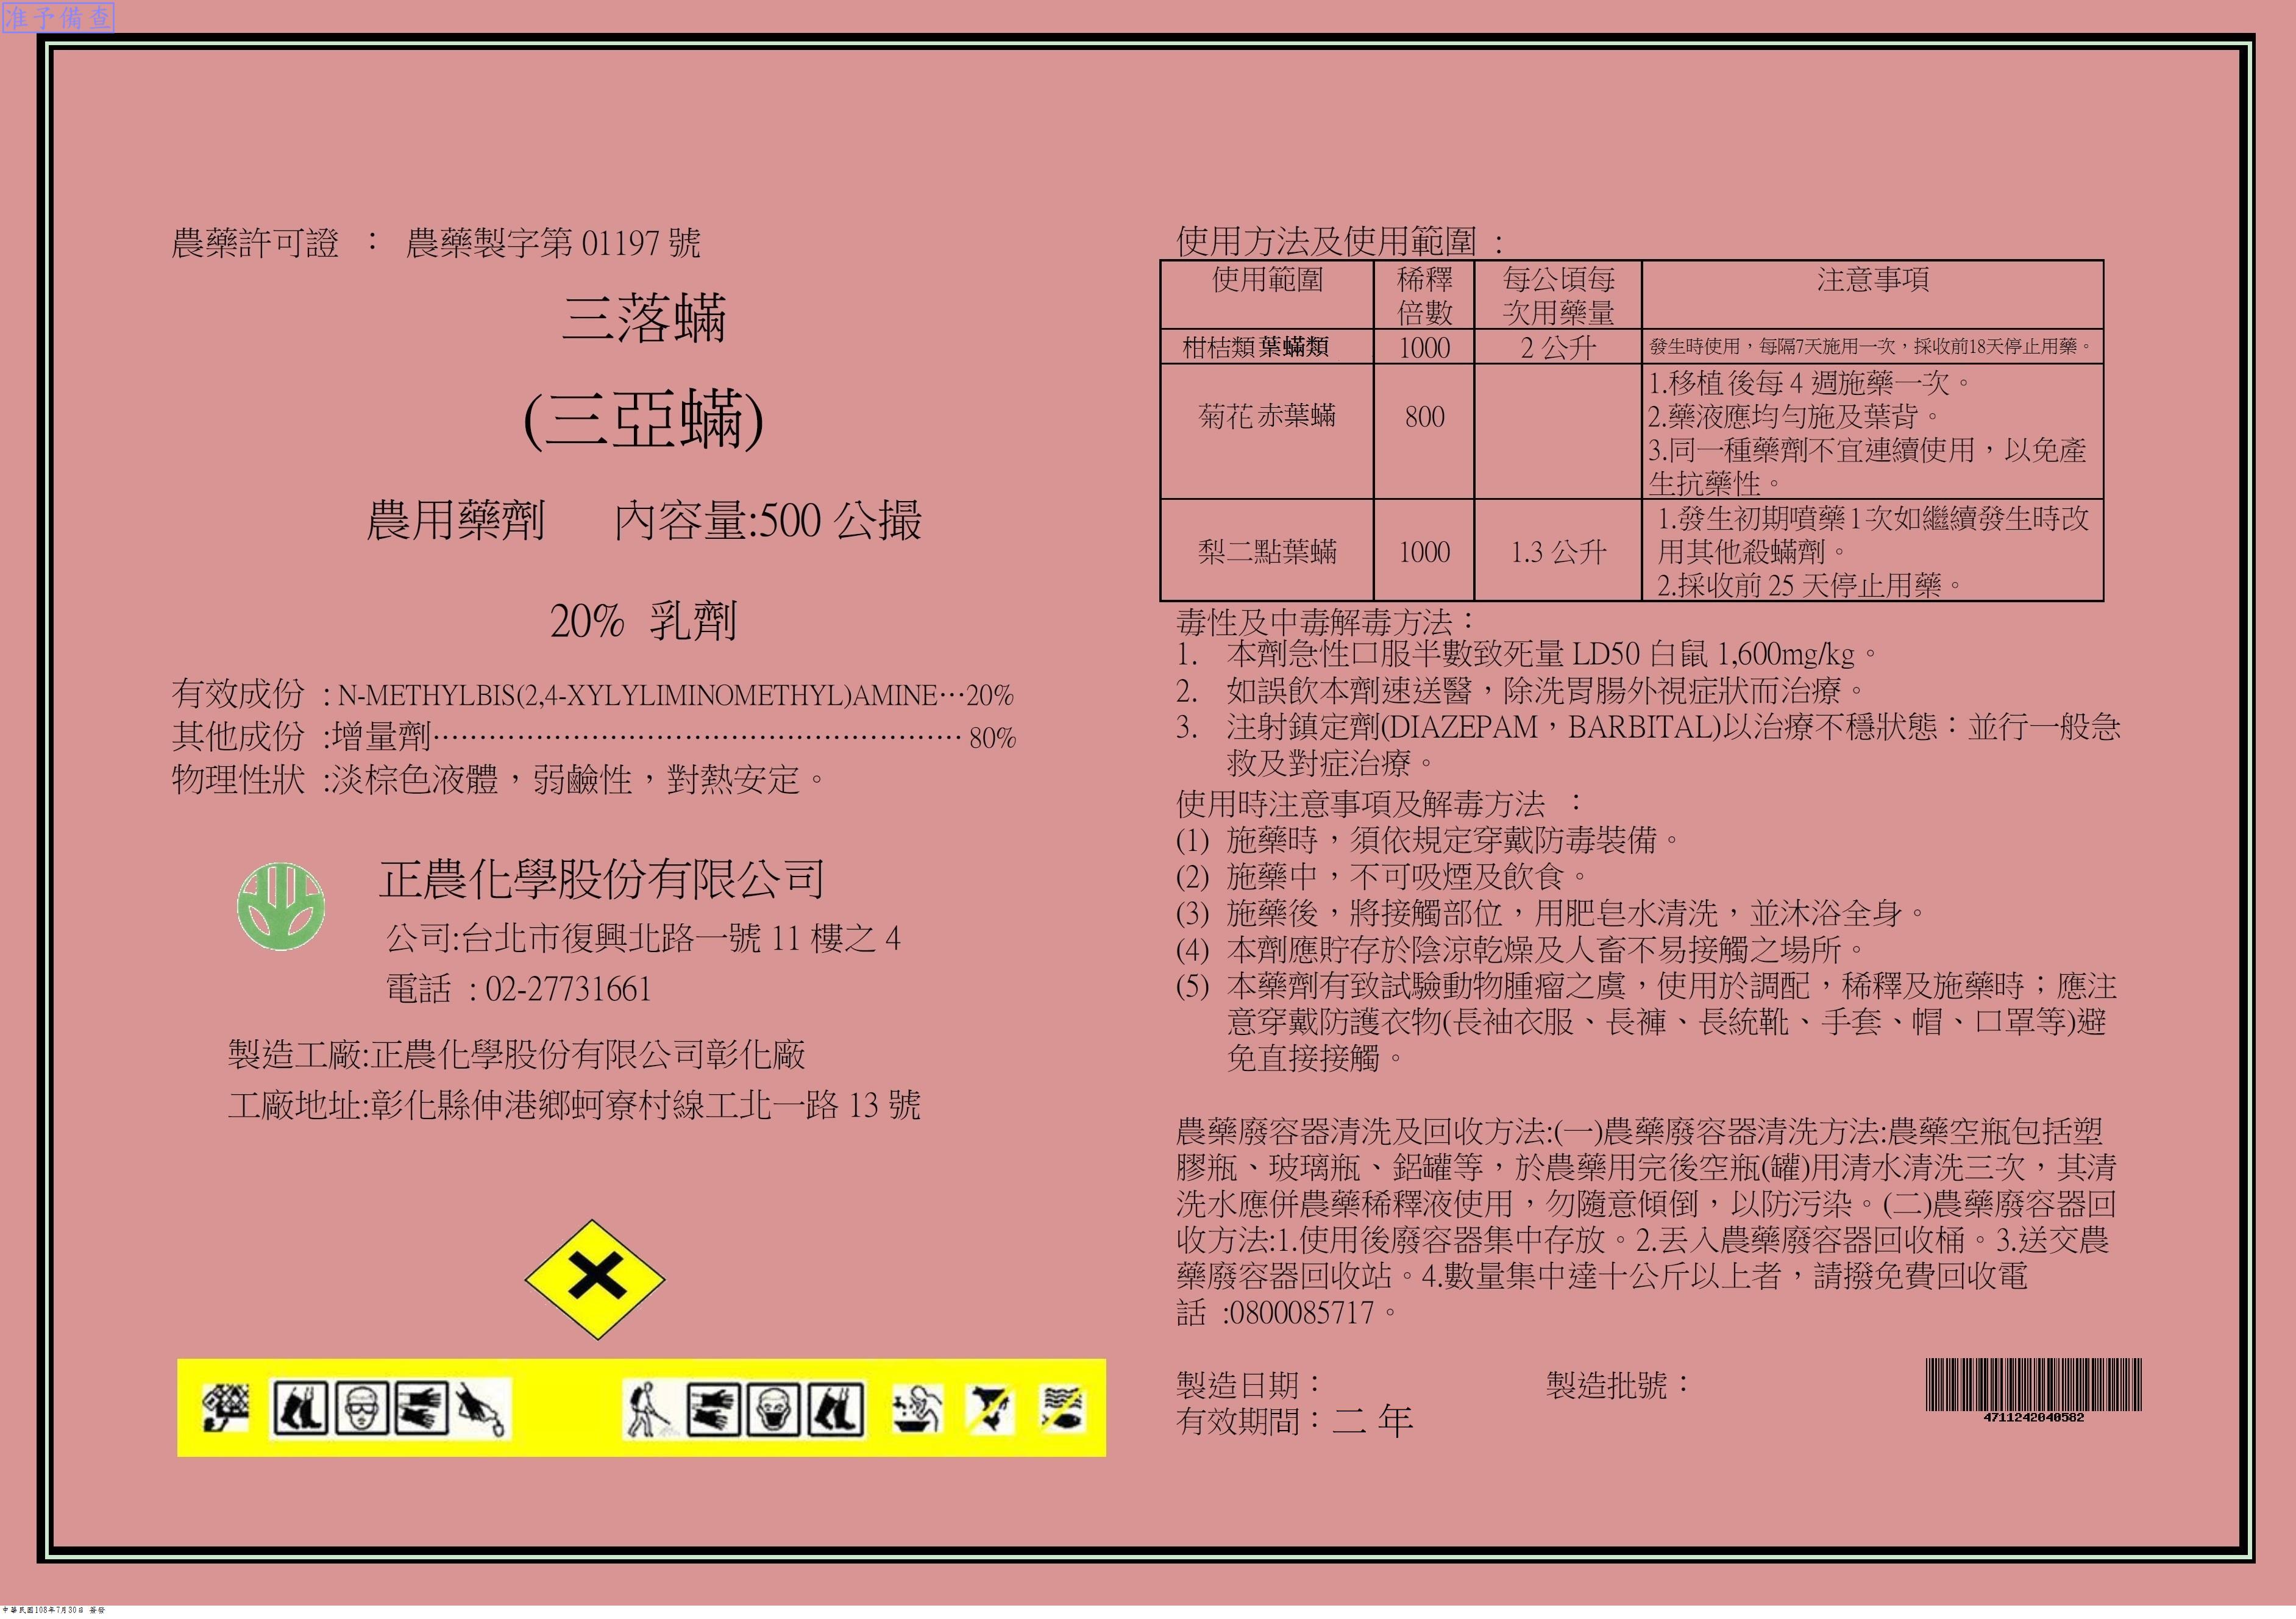 准予備查
農藥許可證 ： 農藥製字第 01197 號
三落蟎
(三亞蟎)
農用藥劑 內容量:500 公撮
20% 乳劑
有效成份 : N-METHYLBIS(2,4-XYLYLIMINOMETHYL)AMINE…20%
其他成份 :增量劑………………………………………………… 80%
物理性狀 :淡棕色液體，弱鹼性，對熱安定。
正農化學股份有限公司
公司:台北市復興北路一號 11 樓之 4
電話 : 02-27731661
製造工廠:正農化學股份有限公司彰化廠
工廠地址:彰化縣伸港鄉蚵寮村線工北一路 13 號
使用方法及使用範圍 :
使用範圍 稀釋倍數 每公頃每次用藥量 注意事項
柑桔類葉蟎類 1000 2 公升 發生時使用，每隔7天施用一次，採收前18天停止用藥。
菊花赤葉蟎 800
1.移植後每 4 週施藥一次。
2.藥液應均勻施及葉背。
3.同一種藥劑不宜連續使用，以免產
生抗藥性。
梨二點葉蟎 1000 1.3 公升
1.發生初期噴藥1次如繼續發生時改
用其他殺蟎劑。
2.採收前 25 天停止用藥。
毒性及中毒解毒方法：
1. 本劑急性口服半數致死量 LD50 白鼠 1,600mg/kg。
2. 如誤飲本劑速送醫，除洗胃腸外視症狀而治療。
3. 注射鎮定劑(DIAZEPAM，BARBITAL)以治療不穩狀態：並行一般急
救及對症治療。
使用時注意事項及解毒方法 ：
(1) 施藥時，須依規定穿戴防毒裝備。
(2) 施藥中，不可吸煙及飲食。
(3) 施藥後，將接觸部位，用肥皂水清洗，並沐浴全身。
(4) 本劑應貯存於陰涼乾燥及人畜不易接觸之場所。
(5) 本藥劑有致試驗動物腫瘤之虞，使用於調配，稀釋及施藥時；應注
意穿戴防護衣物(長袖衣服、長褲、長統靴、手套、帽、口罩等)避
免直接接觸。
農藥廢容器清洗及回收方法:(一)農藥廢容器清洗方法:農藥空瓶包括塑
膠瓶、玻璃瓶、鋁罐等，於農藥用完後空瓶(罐)用清水清洗三次，其清
洗水應併農藥稀釋液使用，勿隨意傾倒，以防污染。(二)農藥廢容器回
收方法:1.使用後廢容器集中存放。2.丟入農藥廢容器回收桶。3.送交農
藥廢容器回收站。4.數量集中達十公斤以上者，請撥免費回收電
話 :0800085717。
製造日期： 製造批號：
有效期間：二 年
4711242040582
中華民國108年7月30日 簽發